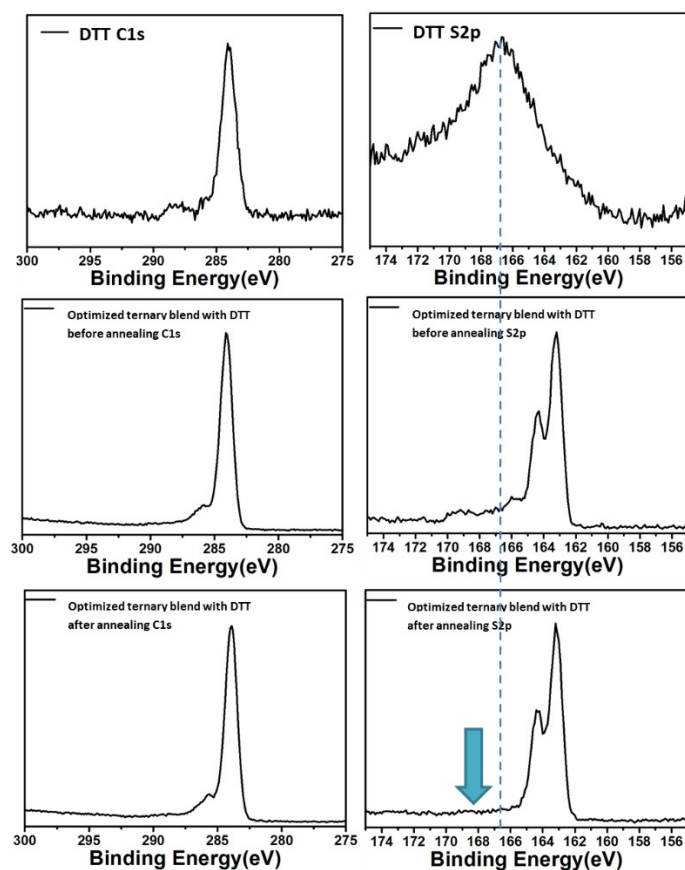 DTT C1s
300 295 290 285 280 275
Binding Energy(eV)
DTT S2p
174 172 170 168 166 164 162 160 158 156
Binding Energy(eV)
Optimized ternary blend with DTT
before annealing C1s
300 295 290 285 280 275
Binding Energy(eV)
Optimized ternary blend with DTT
before annealing S2p
174 172 170 168 166 164 162 160 158 156
Binding Energy(eV)
Optimized ternary blend with DTT
after annealing C1s
300 295 290 285 280 275
Binding Energy(eV)
Optimized ternary blend with DTT
after annealing S2p
174 172 170 168 166 164 162 160 158 156
Binding Energy(eV)